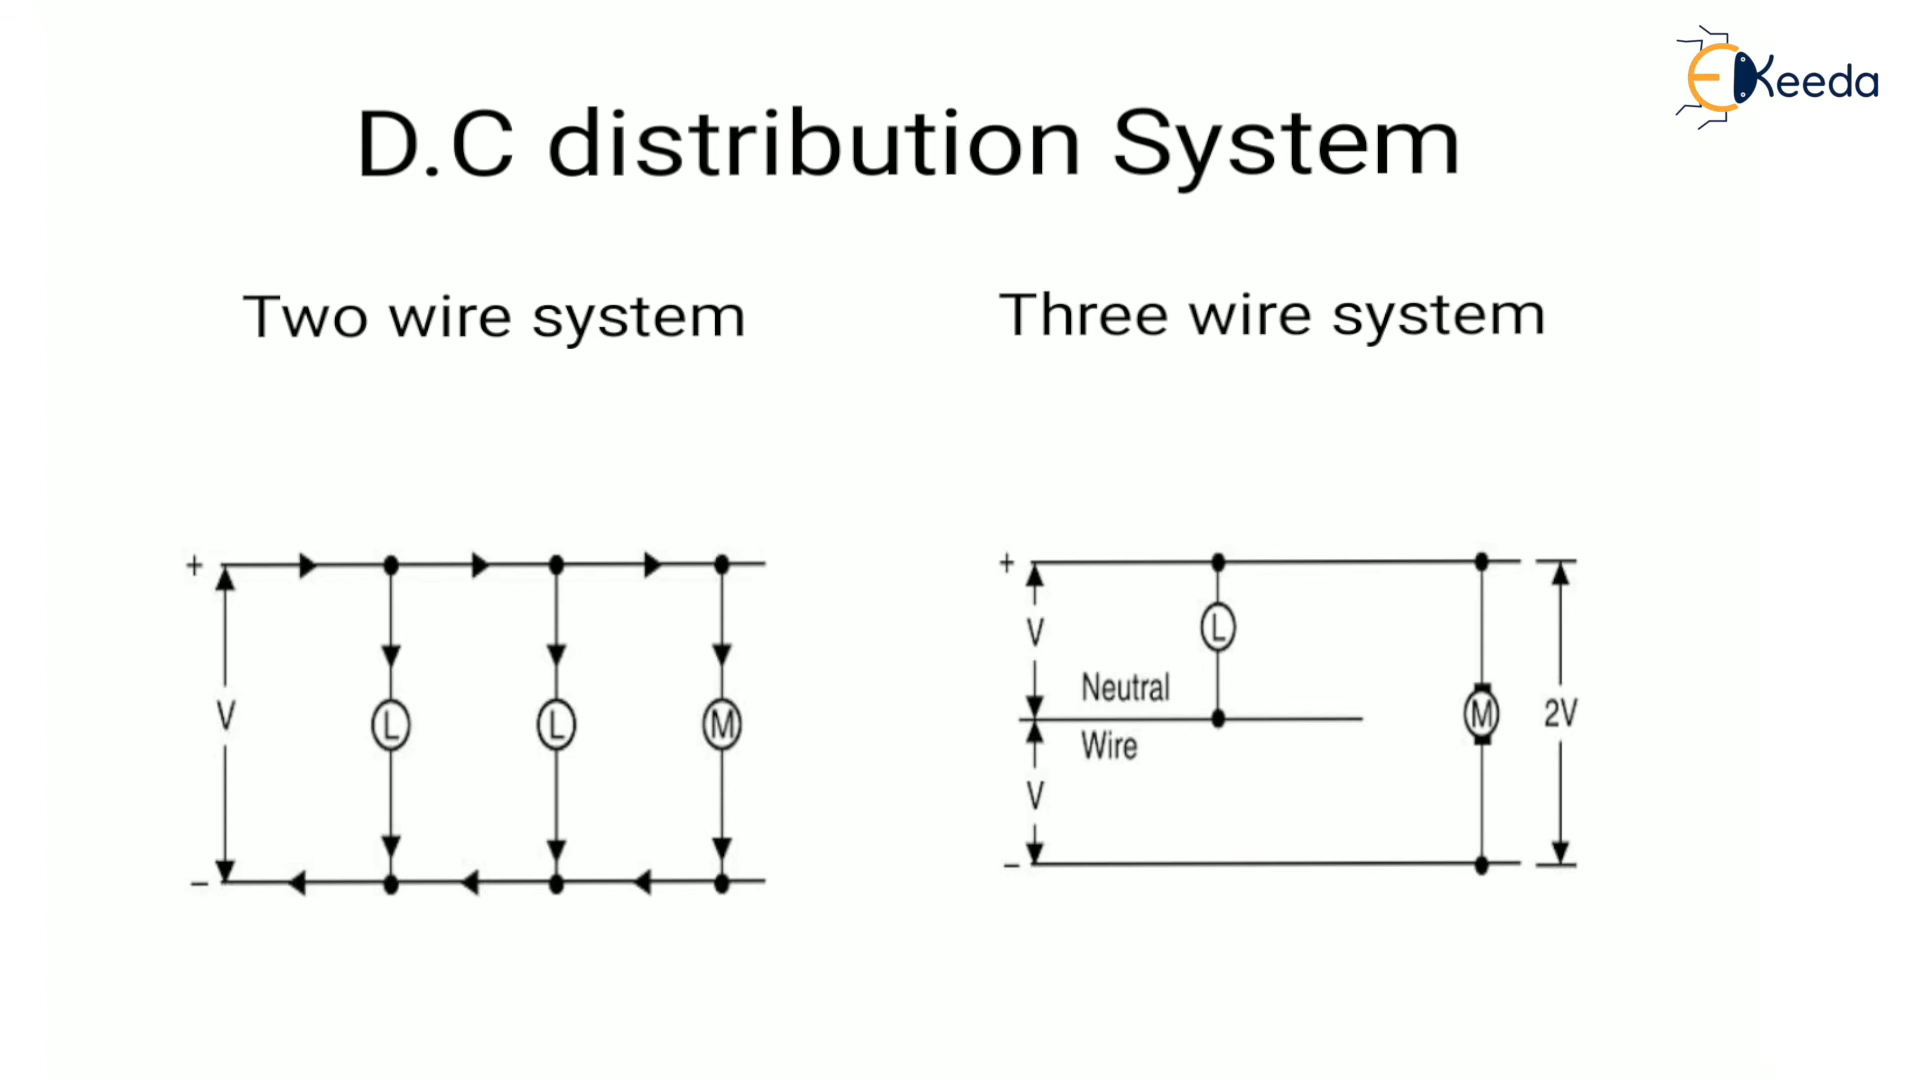 EKeeda
D.C distribution System
Two wire system
Three wire system
+
V
−
L
L
M
+
V
Neutral
Wire
V
−
L
M
2V